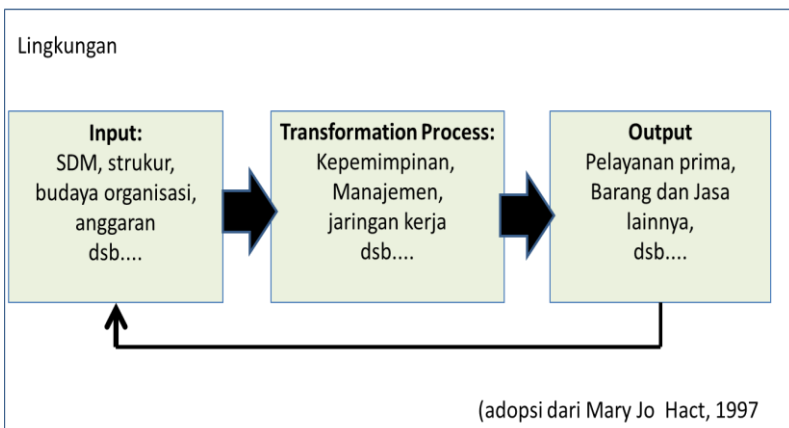 Lingkungan
Input:
SDM, strukur,
budaya organisasi,
anggaran
dsb....
Transformation Process:
Kepemimpinan,
Manajemen,
jaringan kerja
dsb....
Output
Pelayanan prima,
Barang dan Jasa
lainnya,
dsb....
(adopsi dari Mary Jo  Hact, 1997